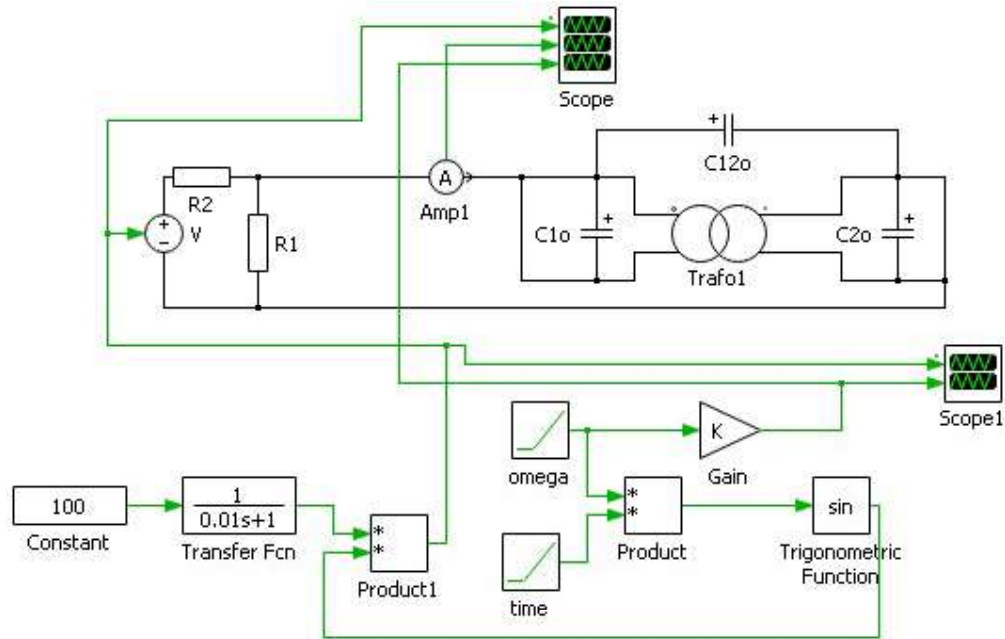 Scope
+
C12o
R2
A
+
V
−
R1
Amp1
C1o
+
Trafo1
C2o
+
Scope1
omega
K
Gain
100
Constant
1
0.01s+1
Transfer Fcn
*
*
Product1
*
*
Product
time
sin
Trigonometric
Function